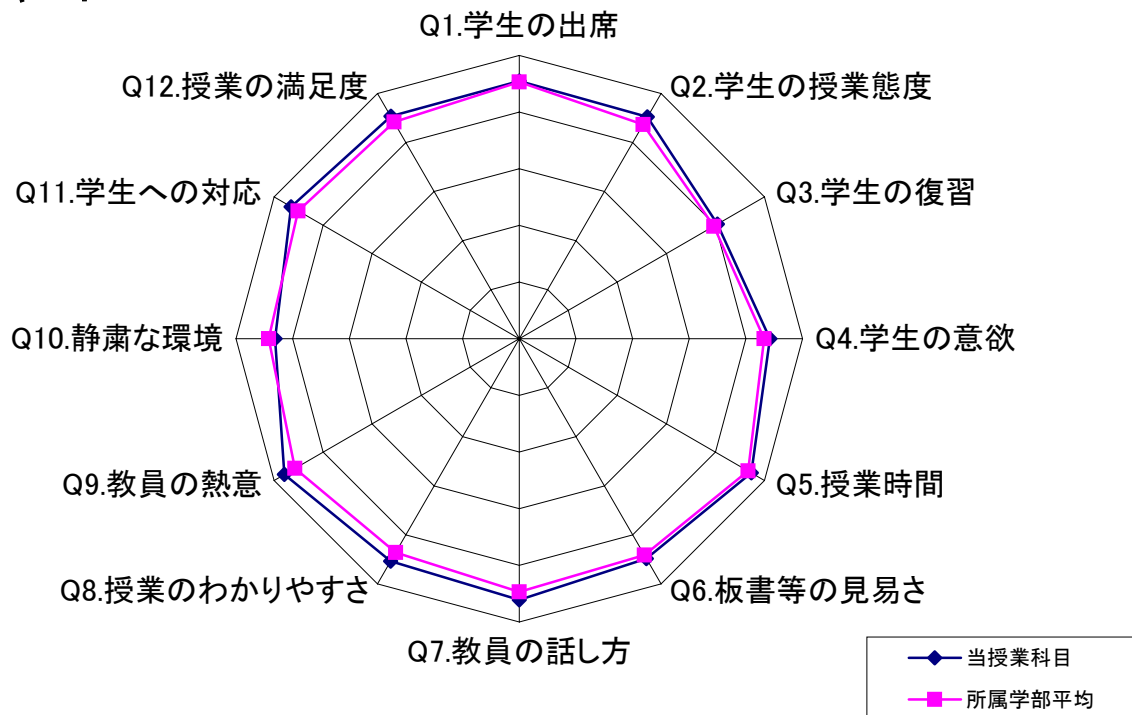 Q1.学生の出席
Q2.学生の授業態度
Q3.学生の復習
Q4.学生の意欲
Q5.授業時間
Q6.板書等の見易さ
Q7.教員の話し方
Q8.授業のわかりやすさ
Q9.教員の熱意
Q10.静粛な環境
Q11.学生への対応
Q12.授業の満足度
当授業科目
所属学部平均